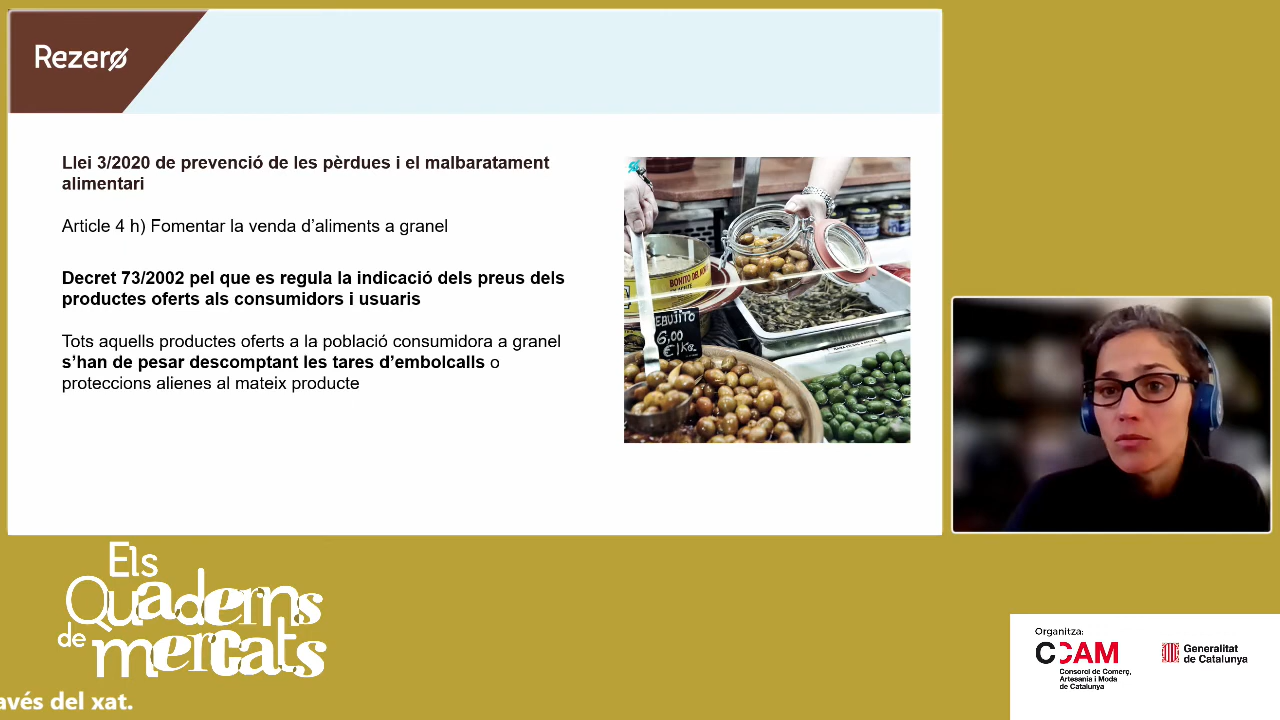 Rezero
Llei 3/2020 de prevenció de les pèrdues i el malbaratament
alimentari
Article 4 h) Fomentar la venda d’aliments a granel
Decret 73/2002 pel que es regula la indicació dels preus dels
productes oferts als consumidors i usuaris
Tots aquells productes oferts a la població consumidora a granel
s’han de pesar descomptant les tares d’embolcalls o
proteccions alienes al mateix producte
BONITO DEL
6,00
€/Kg.
Els
Quaderns
de mercats
avés del xat.
Organitza:
CCAM
Consorci de Comerç,
Artesania i Moda
de Catalunya
Generalitat
de Catalunya